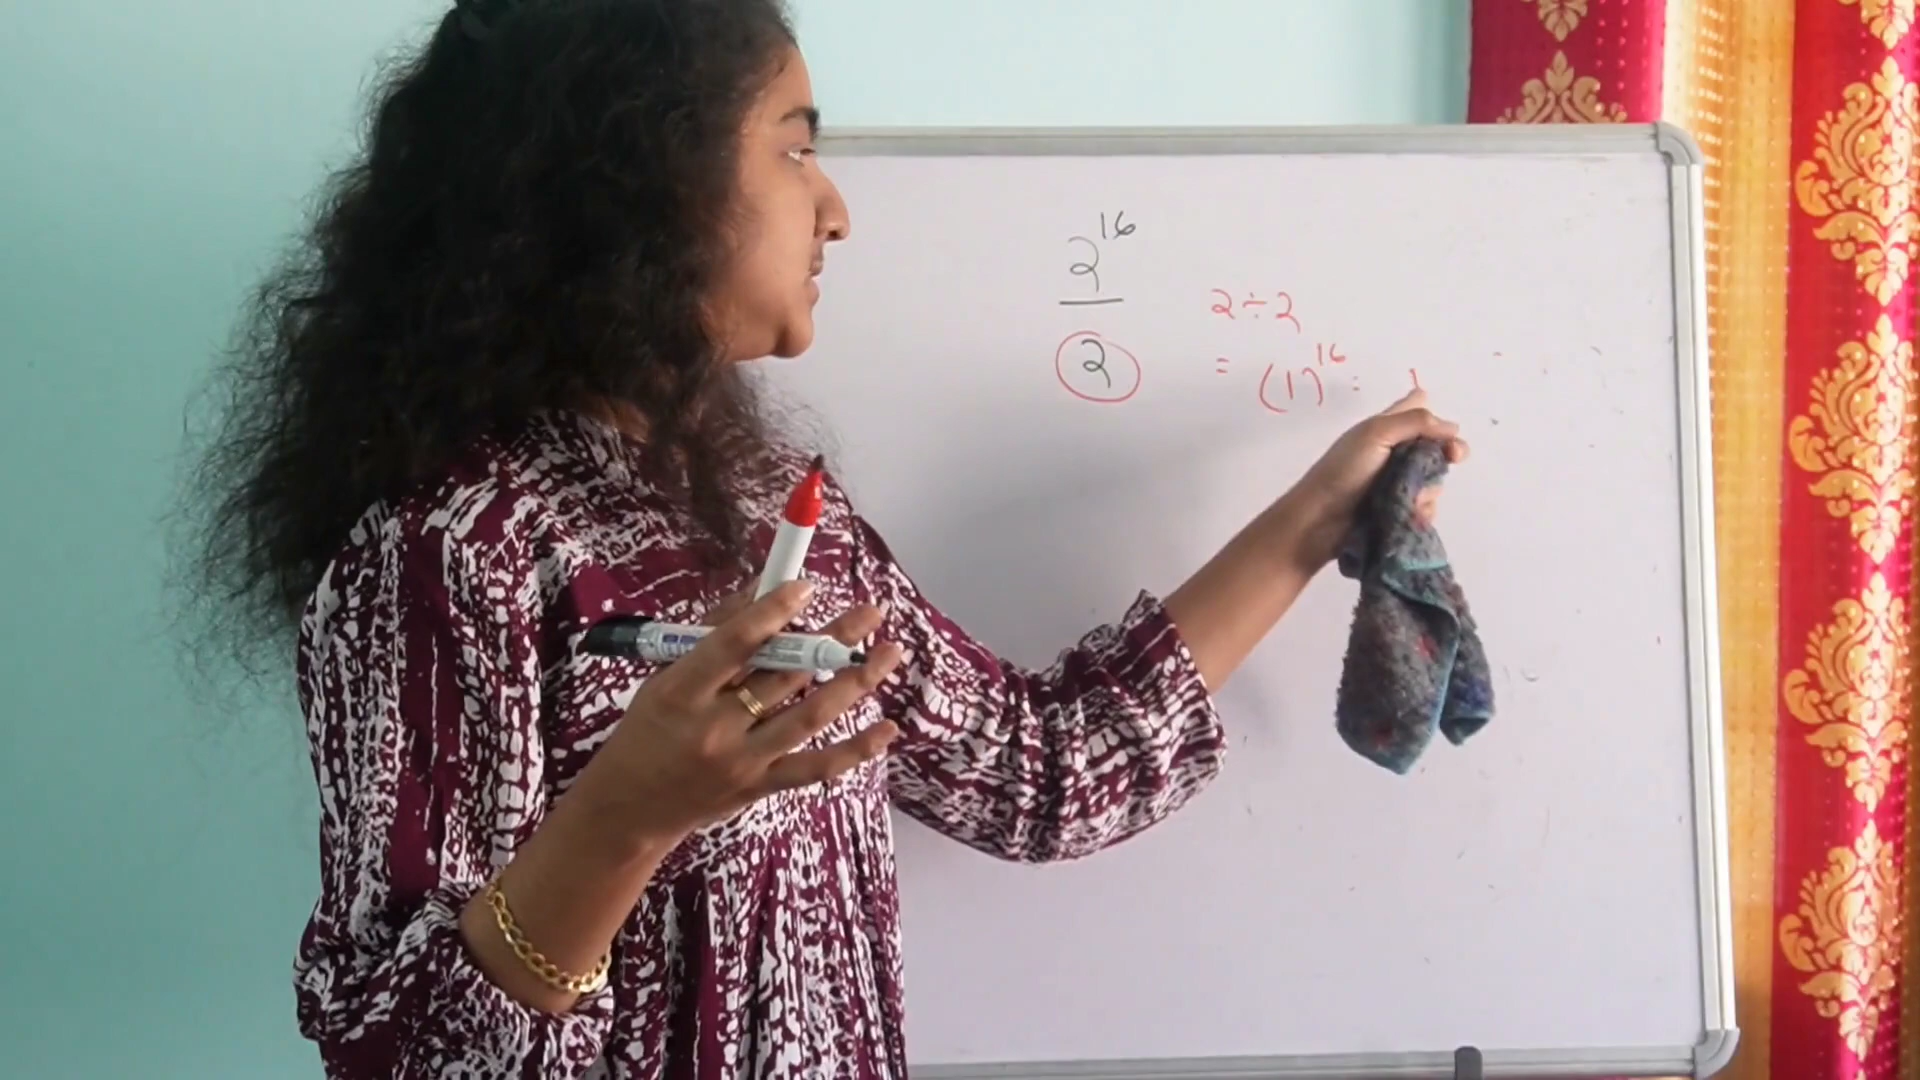 2^16
2
2÷2
= (1)^16 = 1